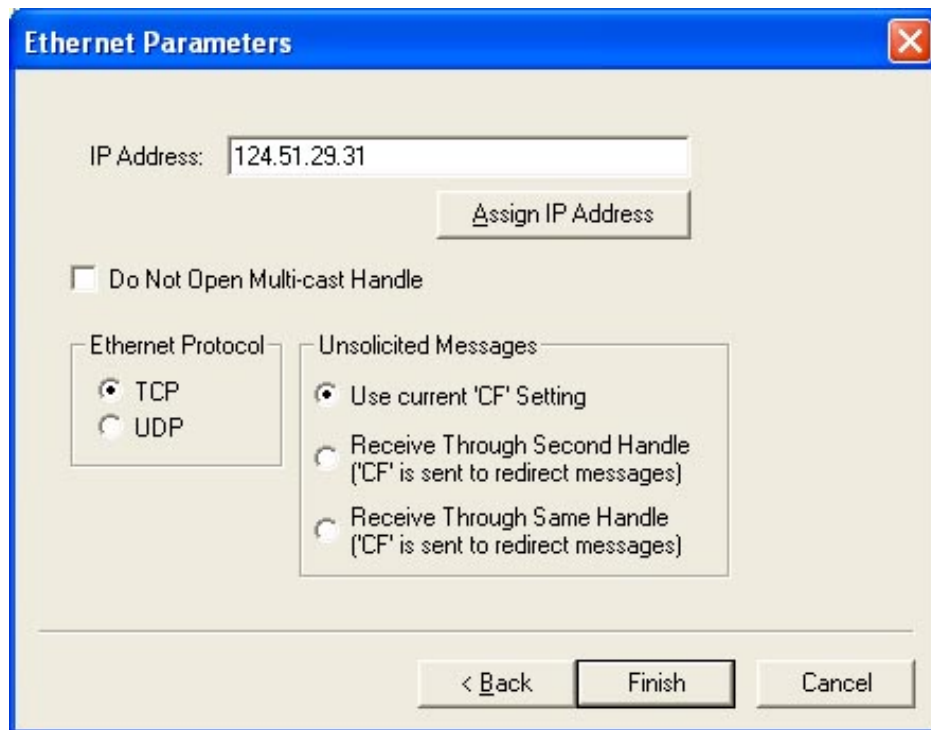 Ethernet Parameters
IP Address: 124.51.29.31
Assign IP Address
Do Not Open Multi-cast Handle
Ethernet Protocol
TCP
UDP
Unsolicited Messages
Use current 'CF' Setting
Receive Through Second Handle
('CF' is sent to redirect messages)
Receive Through Same Handle
('CF' is sent to redirect messages)
< Back
Finish
Cancel